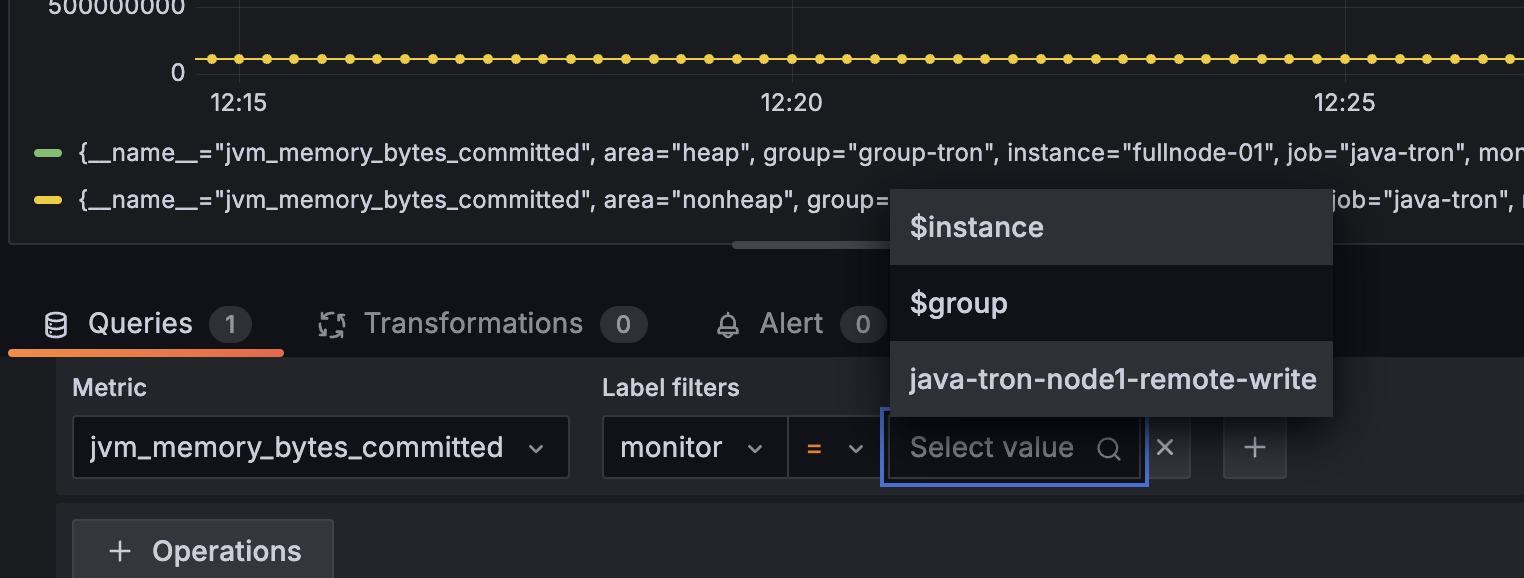 500000000
0
12:15 12:20 12:25
{__name__="jvm_memory_bytes_committed", area="heap", group="group-tron", instance="fullnode-01", job="java-tron",
{__name__="jvm_memory_bytes_committed", area="nonheap", group= job="java-tron",
$instance
$group
java-tron-node1-remote-write
Queries 1 Transformations 0 Alert 0
Metric Label filters
jvm_memory_bytes_committed monitor = Select value
Operations